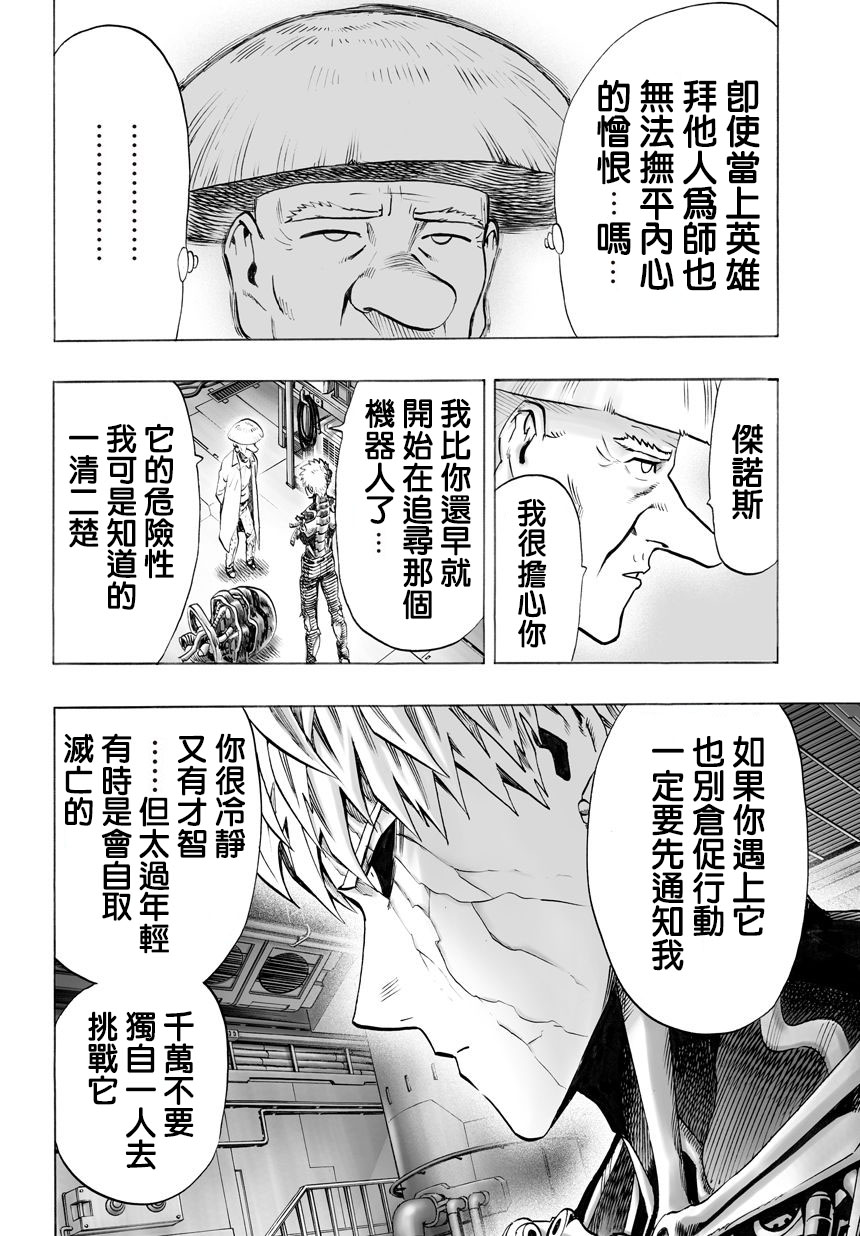 卽使當上英雄
拜他人爲師也
無法撫平內心
的憎恨…嗎…
………………
……………
傑諾斯
我很擔心你
我比你還早就
開始在追尋那個
機器人了…
它的危險性
我可是知道的
一清二楚
如果你遇上它
也別倉促行動
一定要先通知我
你很冷靜
又有才智
……但太過年輕
有時是會自取
滅亡的
千萬不要
獨自一人去
挑戰它